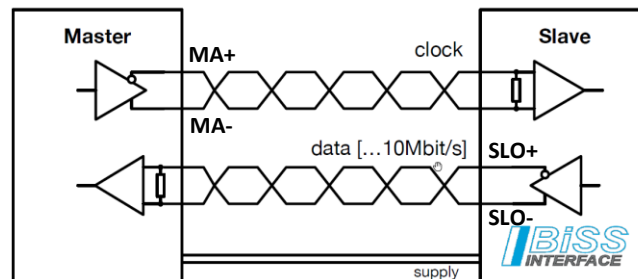 Master
Slave
MA+
clock
MA-
data [...10Mbit/s]
SLO+
SLO-
BiSS
INTERFACE
supply